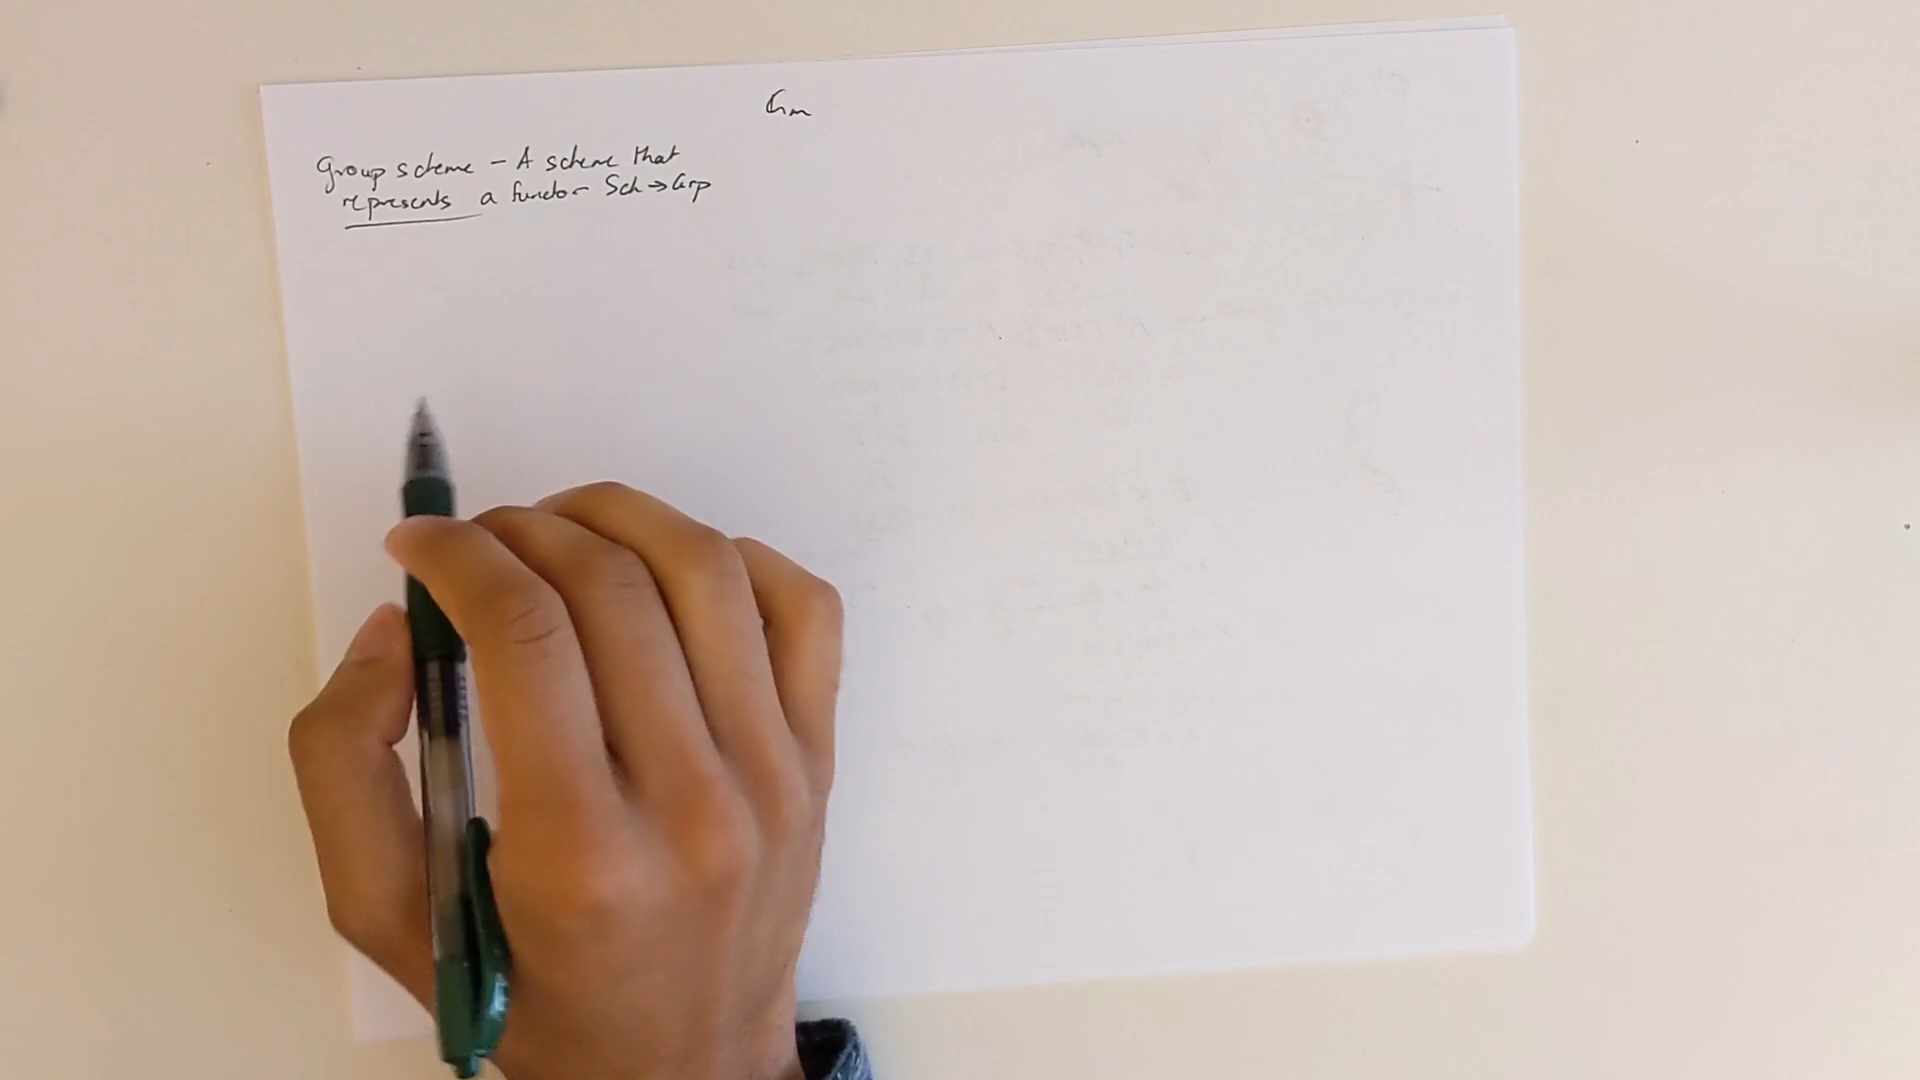 Gm
Group scheme - A scheme that
represents a functor Sch → Grp